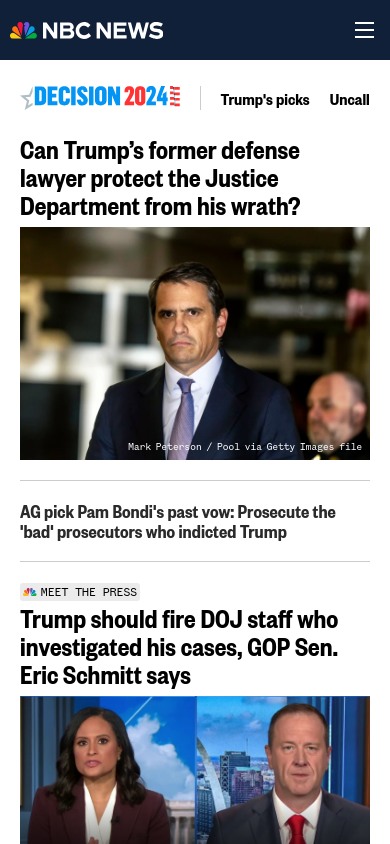 NBC NEWS
DECISION 2024
Trump's picks
Uncall
Can Trump’s former defense
lawyer protect the Justice
Department from his wrath?
Mark Peterson / Pool via Getty Images file
AG pick Pam Bondi's past vow: Prosecute the
'bad' prosecutors who indicted Trump
MEET THE PRESS
Trump should fire DOJ staff who
investigated his cases, GOP Sen.
Eric Schmitt says